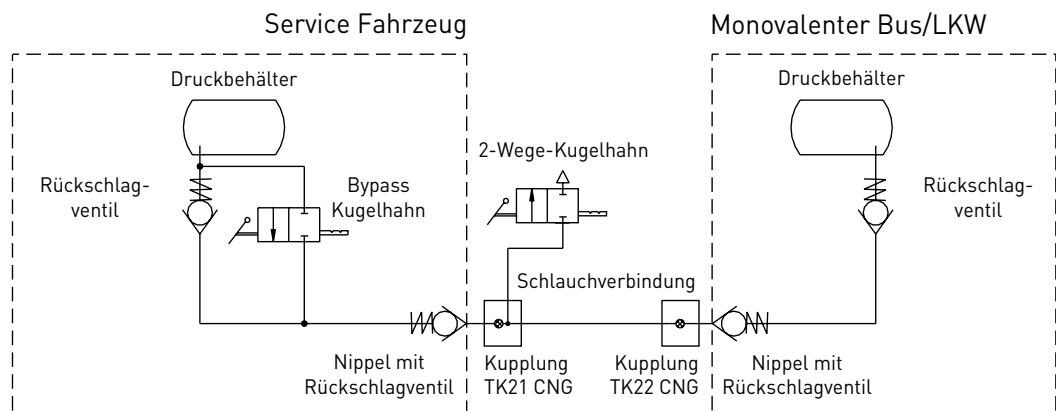 Service Fahrzeug
Monovalenter Bus/LKW
Druckbehälter
Druckbehälter
2-Wege-Kugelhahn
Rückschlag-
ventil
Bypass
Kugelhahn
Rückschlag-
ventil
Schlauchverbindung
Nippel mit
Rückschlagventil
Kupplung
TK21 CNG
Kupplung
TK22 CNG
Nippel mit
Rückschlagventil